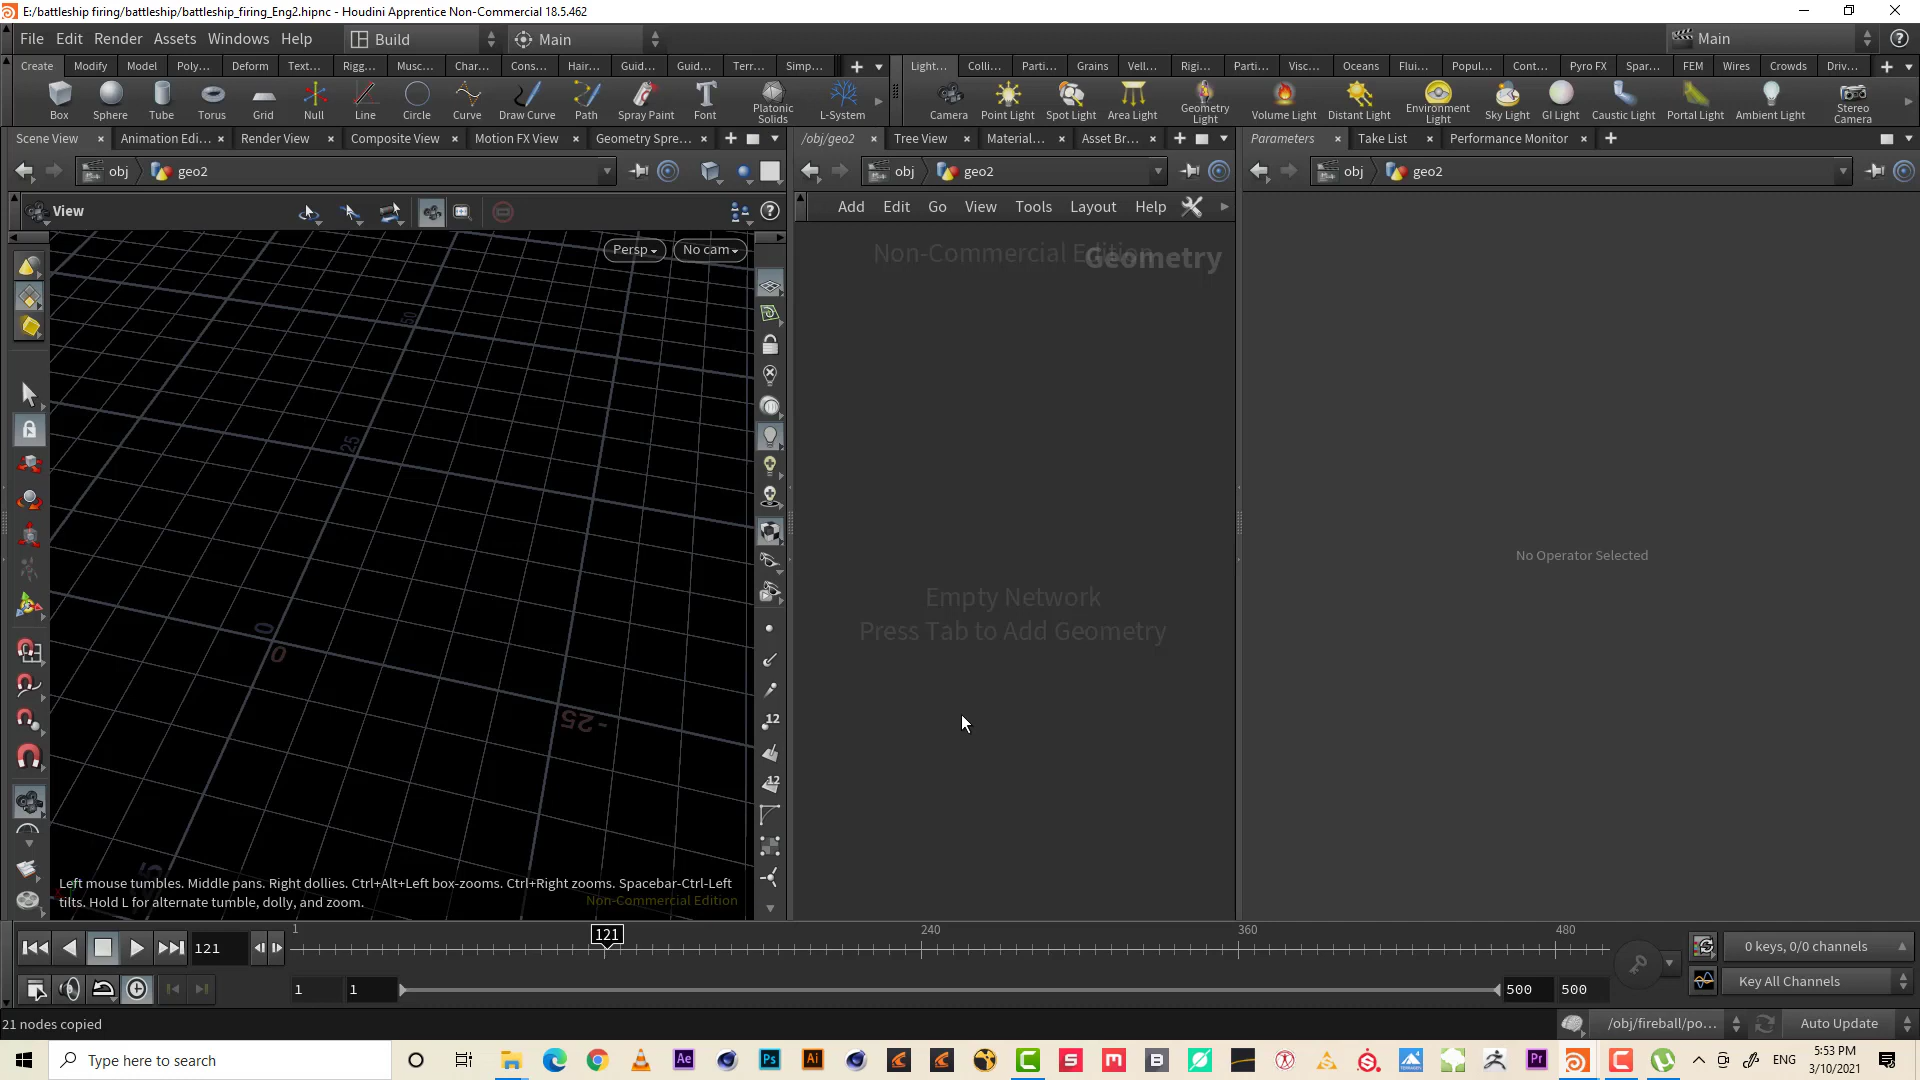 E:/battleship firing/battleship/battleship_firing_Eng2.hipnc - Houdini Apprentice Non-Commercial 18.5.462
File Edit Render Assets Windows Help Build Main Main
Create Modify Model Poly... Deform Text... Rigg... Musc... Char... Cons... Hair... Guid... Guid... Terr... Simp... Light... Colli... Parti... Grains Vell... Rigi... Parti... Visc... Oceans Flui... Popul... Cont... Pyro FX Spar... FEM Wires Crowds Driv...
Box Sphere Tube Torus Grid Null Line Circle Curve Draw Curve Path Spray Paint Font Platonic Solids L-System Camera Point Light Spot Light Area Light Geometry Light Volume Light Distant Light Environment Light Sky Light GI Light Caustic Light Portal Light Ambient Light Stereo Camera
Scene View Animation Edi... Render View Composite View Motion FX View Geometry Spre... /obj/geo2 Tree View Material... Asset Br... Parameters Take List Performance Monitor
obj geo2 obj geo2 obj geo2
View Add Edit Go View Tools Layout Help
Persp No cam
Non-Commercial Edition Geometry
50
25
0
0
-25
12
12
Empty Network
Press Tab to Add Geometry
No Operator Selected
Left mouse tumbles. Middle pans. Right dollies. Ctrl+Alt+Left box-zooms. Ctrl+Right zooms. Spacebar-Ctrl-Left
tilts. Hold L for alternate tumble, dolly, and zoom. Non-Commercial Edition
121 1 121 240 360 480 0 keys, 0/0 channels
1 1 500 500 Key All Channels
21 nodes copied /obj/fireball/po... Auto Update
Type here to search ENG 5:53 PM
3/10/2021